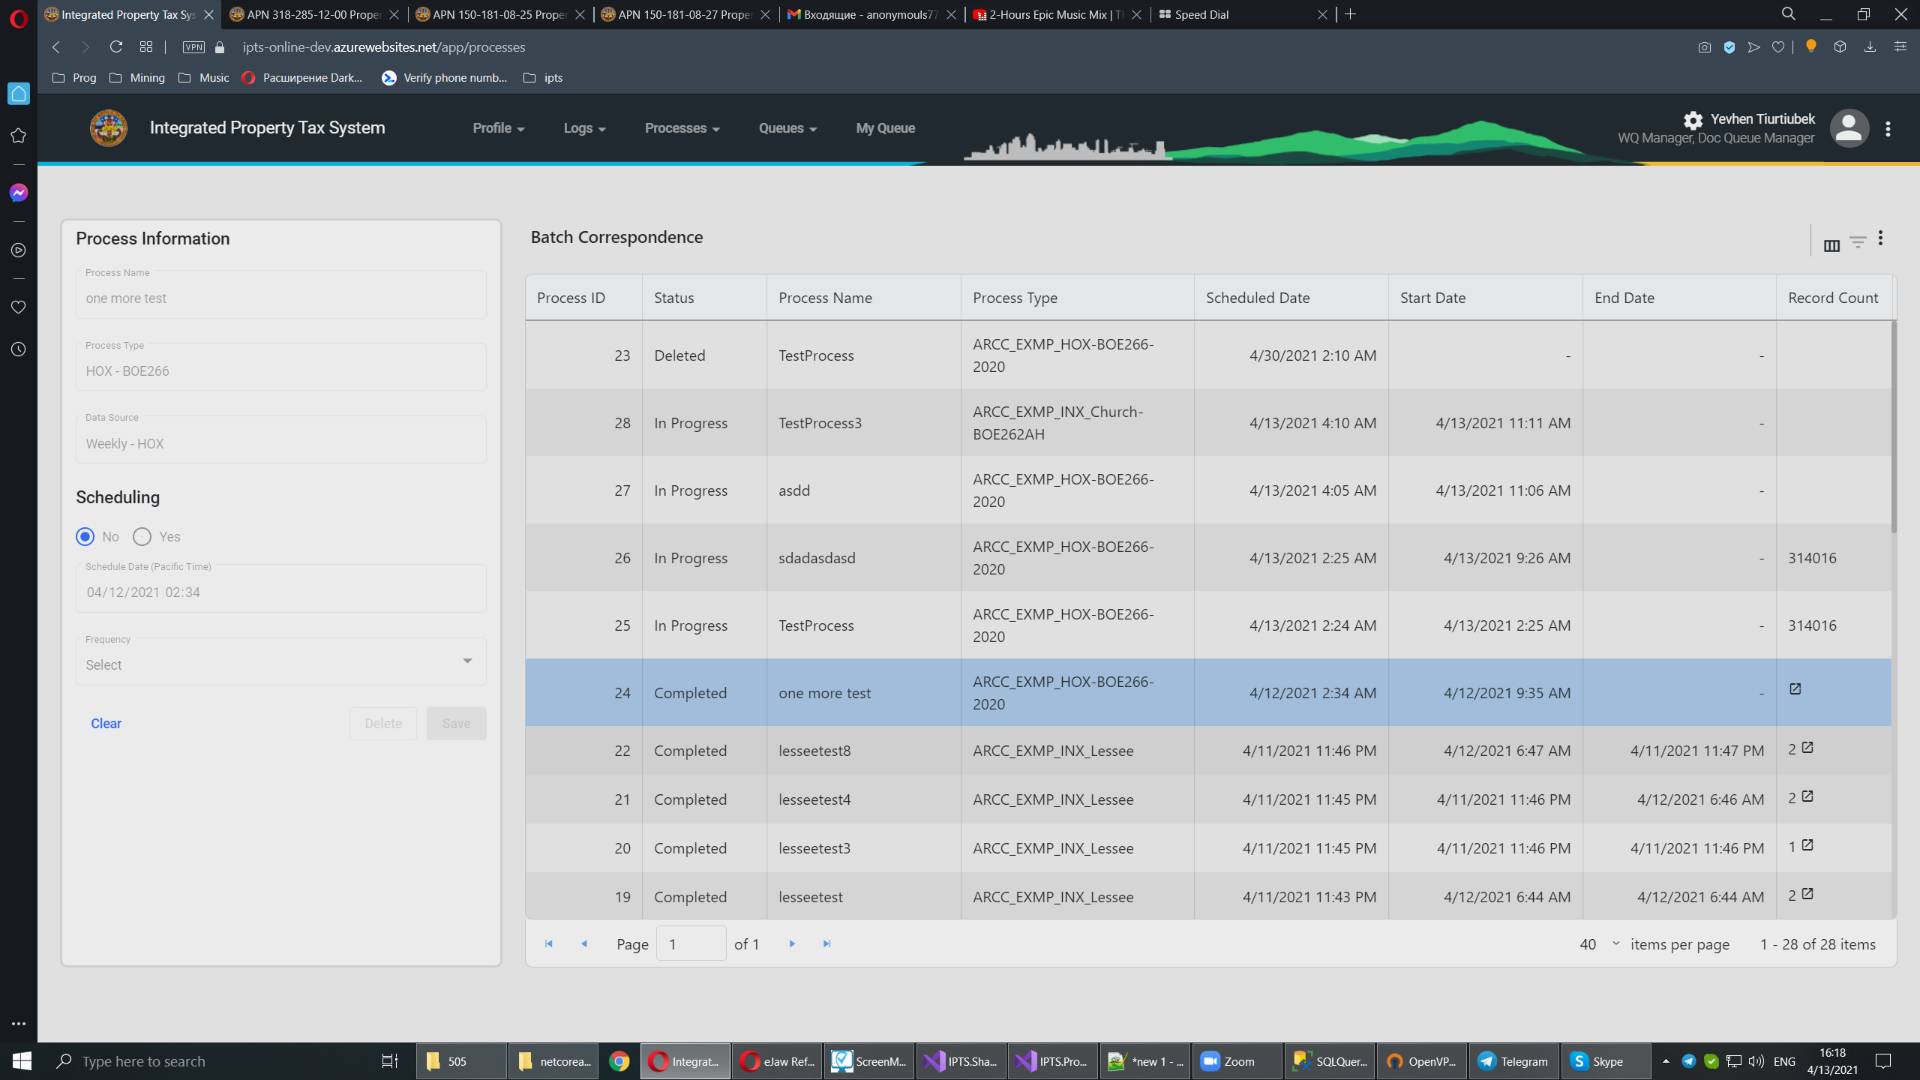 Integrated Property Tax Sys
APN 318-285-12-00 Proper
APN 150-181-08-25 Proper
APN 150-181-08-27 Proper
Входящие - anonymouls77
2-Hours Epic Music Mix | T
Speed Dial
VPN
ipts-online-dev.azurewebsites.net/app/processes
Prog
Mining
Music
Расширение Dark...
Verify phone numb...
ipts
Integrated Property Tax System
Profile
Logs
Processes
Queues
My Queue
Yevhen Tiurtiubek
WQ Manager, Doc Queue Manager
Process Information
Process Name
one more test
Process Type
HOX - BOE266
Data Source
Weekly - HOX
Scheduling
No
Yes
Schedule Date (Pacific Time)
04/12/2021 02:34
Frequency
Select
Clear
Delete
Save
Batch Correspondence
Process ID Status Process Name Process Type Scheduled Date Start Date End Date Record Count
23 Deleted TestProcess ARCC_EXMP_HOX-BOE266-
2020 4/30/2021 2:10 AM - -
28 In Progress TestProcess3 ARCC_EXMP_INX_Church-
BOE262AH 4/13/2021 4:10 AM 4/13/2021 11:11 AM -
27 In Progress asdd ARCC_EXMP_HOX-BOE266-
2020 4/13/2021 4:05 AM 4/13/2021 11:06 AM -
26 In Progress sdadasdasd ARCC_EXMP_HOX-BOE266-
2020 4/13/2021 2:25 AM 4/13/2021 9:26 AM - 314016
25 In Progress TestProcess ARCC_EXMP_HOX-BOE266-
2020 4/13/2021 2:24 AM 4/13/2021 2:25 AM - 314016
24 Completed one more test ARCC_EXMP_HOX-BOE266-
2020 4/12/2021 2:34 AM 4/12/2021 9:35 AM -
22 Completed lesseetest8 ARCC_EXMP_INX_Lessee 4/11/2021 11:46 PM 4/12/2021 6:47 AM 4/11/2021 11:47 PM 2
21 Completed lesseetest4 ARCC_EXMP_INX_Lessee 4/11/2021 11:45 PM 4/11/2021 11:46 PM 4/12/2021 6:46 AM 2
20 Completed lesseetest3 ARCC_EXMP_INX_Lessee 4/11/2021 11:45 PM 4/11/2021 11:46 PM 4/11/2021 11:46 PM 1
19 Completed lesseetest ARCC_EXMP_INX_Lessee 4/11/2021 11:43 PM 4/12/2021 6:44 AM 4/12/2021 6:44 AM 2
Page 1 of 1
40 items per page
1 - 28 of 28 items
Type here to search
505
netcorea...
Integrat...
eJaw Ref...
ScreenM...
IPTS.Sha...
IPTS.Pro...
*new 1 - ...
Zoom
SQLQuer...
OpenVP...
Telegram
Skype
ENG
16:18
4/13/2021